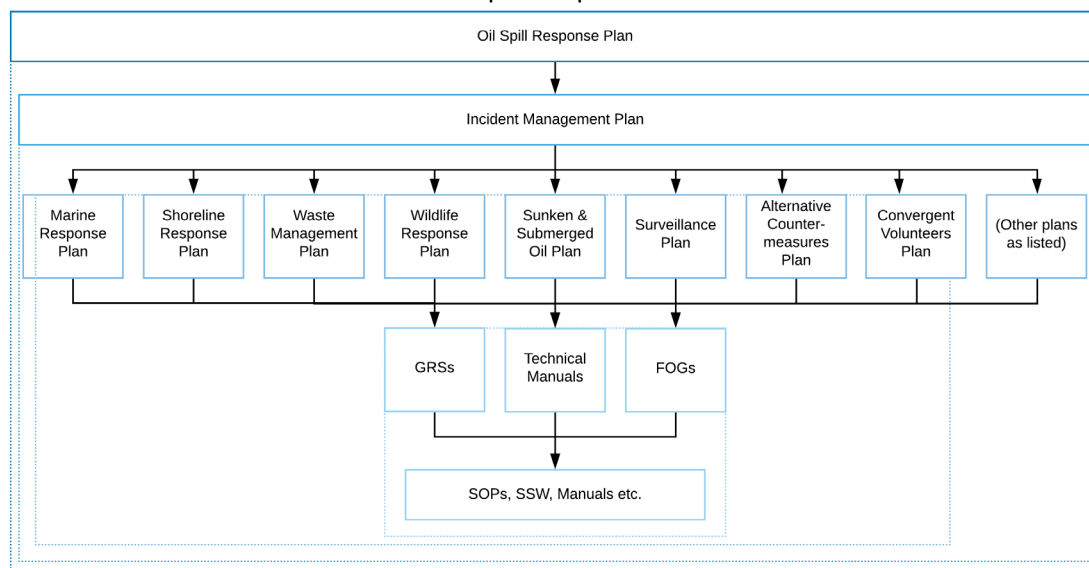 Oil Spill Response Plan
Incident Management Plan
Marine
Response
Plan
Shoreline
Response
Plan
Waste
Management
Plan
Wildlife
Response
Plan
Sunken &
Submerged
Oil Plan
Surveillance
Plan
Alternative
Counter-
measures
Plan
Convergent
Volunteers
Plan
(Other plans
as listed)
GRSs
Technical
Manuals
FOGs
SOPs, SSW, Manuals etc.